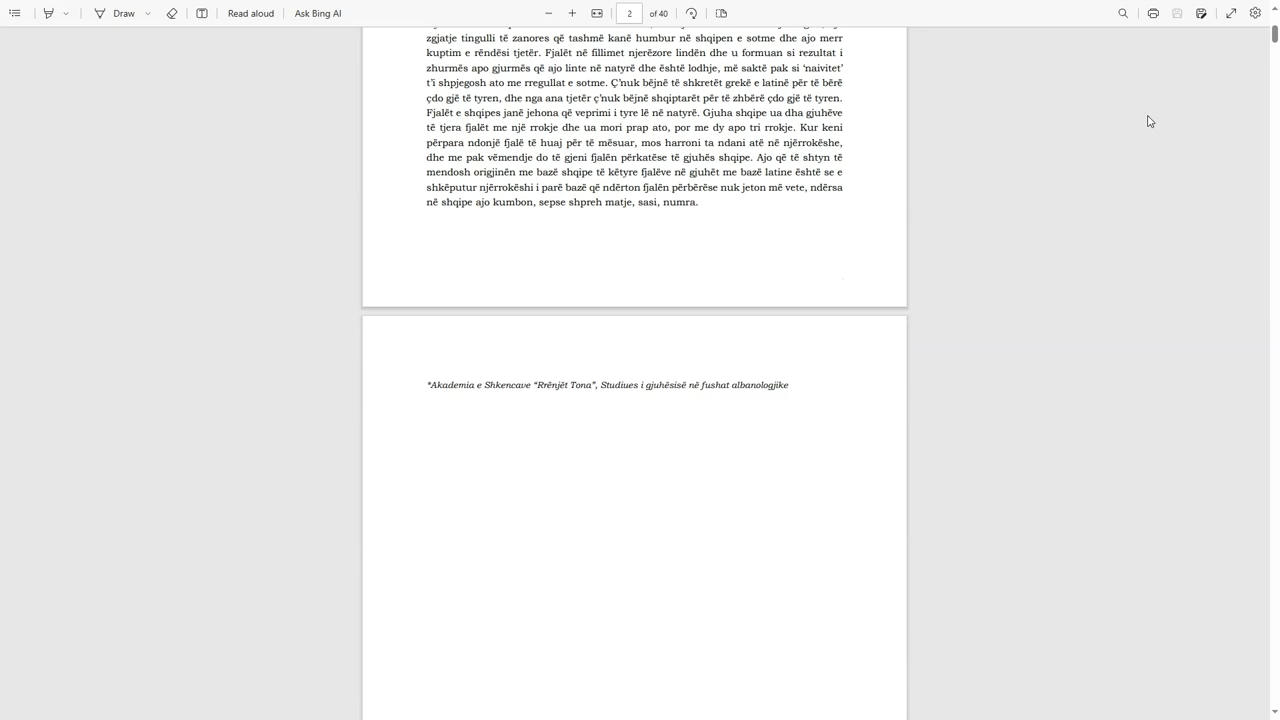 Draw
Read aloud
Ask Bing AI
2
of 40
zgjatje tingulli të zanores që tashmë kanë humbur në shqipen e sotme dhe ajo merr
kuptim e rëndësi tjetër. Fjalët në fillimet njerëzore lindën dhe u formuan si rezultat i
zhurmës apo gjurmës që ajo linte në natyrë dhe është lodhje, më saktë pak si ‘naivitet’
t’i shpjegosh ato me rregullat e sotme. Ç’nuk bëjnë të shkretët grekë e latinë për të bërë
çdo gjë të tyren, dhe nga ana tjetër ç’nuk bëjnë shqiptarët për të zhbërë çdo gjë të tyren.
Fjalët e shqipes janë jehona që veprimi i tyre lë në natyrë. Gjuha shqipe ua dha gjuhëve
të tjera fjalët me një rrokje dhe ua mori prap ato, por me dy apo tri rrokje. Kur keni
përpara ndonjë fjalë të huaj për të mësuar, mos harroni ta ndani atë në njërrokëshe,
dhe me pak vëmendje do të gjeni fjalën përkatëse të gjuhës shqipe. Ajo që të shtyn të
mendosh origjinën me bazë shqipe të këtyre fjalëve në gjuhët me bazë latine është se e
shkëputur njërrokëshi i parë bazë që ndërton fjalën përbërëse nuk jeton më vete, ndërsa
në shqipe ajo kumbon, sepse shpreh matje, sasi, numra.
*Akademia e Shkencave “Rrënjët Tona”, Studiues i gjuhësisë në fushat albanologjike